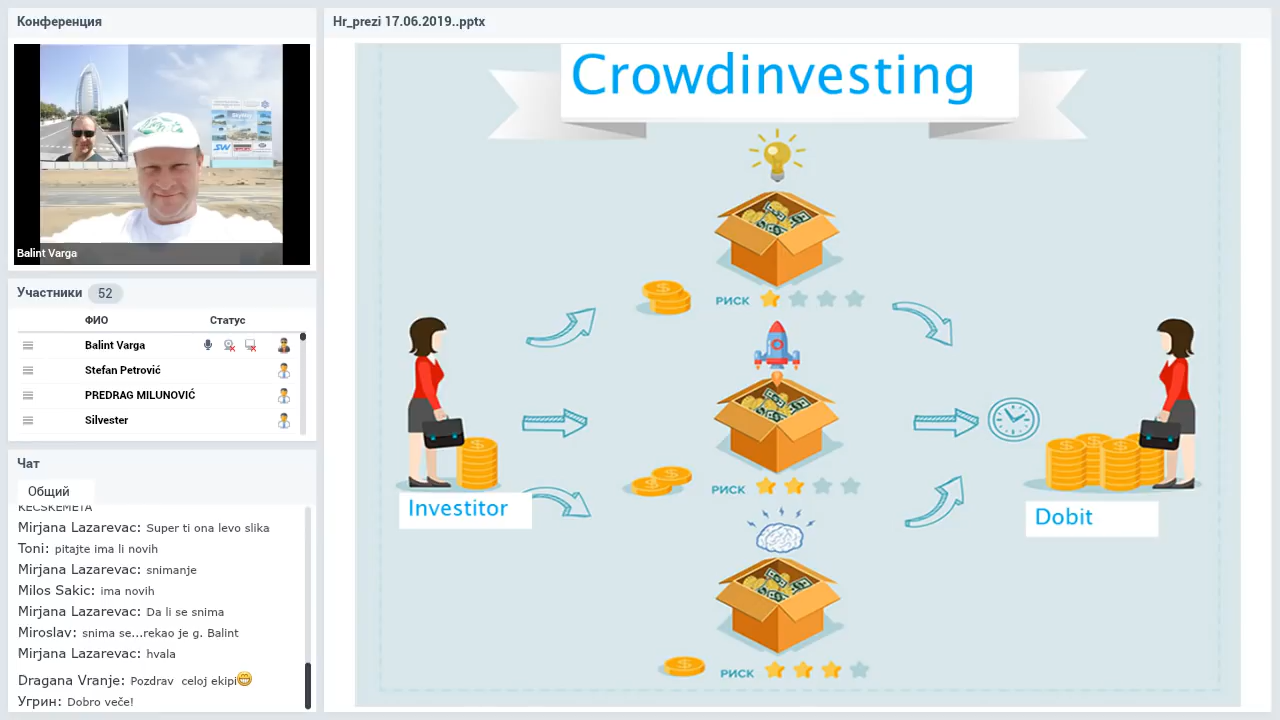 Конференция
Balint Varga
Участники 52
ФИО Статус
Balint Varga
Stefan Petrović
PREDRAG MILUNOVIĆ
Silvester
Чат
Общий
KECSKEMÉTA
Mirjana Lazarevac: Super ti ona levo slika
Toni: pitajte ima li novih
Mirjana Lazarevac: snimanje
Milos Sakic: ima novih
Mirjana Lazarevac: Da li se snima
Miroslav: snima se...rekao je g. Balint
Mirjana Lazarevac: hvala
Dragana Vranje: Pozdrav celoj ekipi
Угрин: Dobro veče!
Hr_prezi 17.06.2019..pptx
Crowdinvesting
РИСК
РИСК
Investitor
Dobit
РИСК